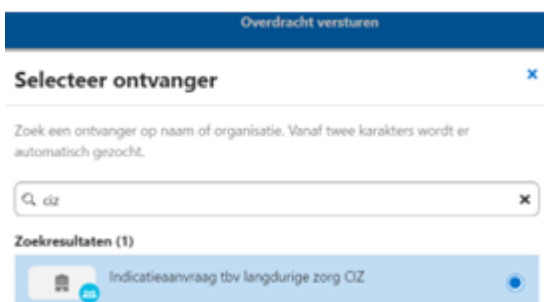 Overdracht versturen
Selecteer ontvanger
Zoek een ontvanger op naam of organisatie. Vanaf twee karakters wordt er
automatisch gezocht.
ciz
Zoekresultaten (1)
Indicatieaanvraag tbv langdurige zorg CIZ